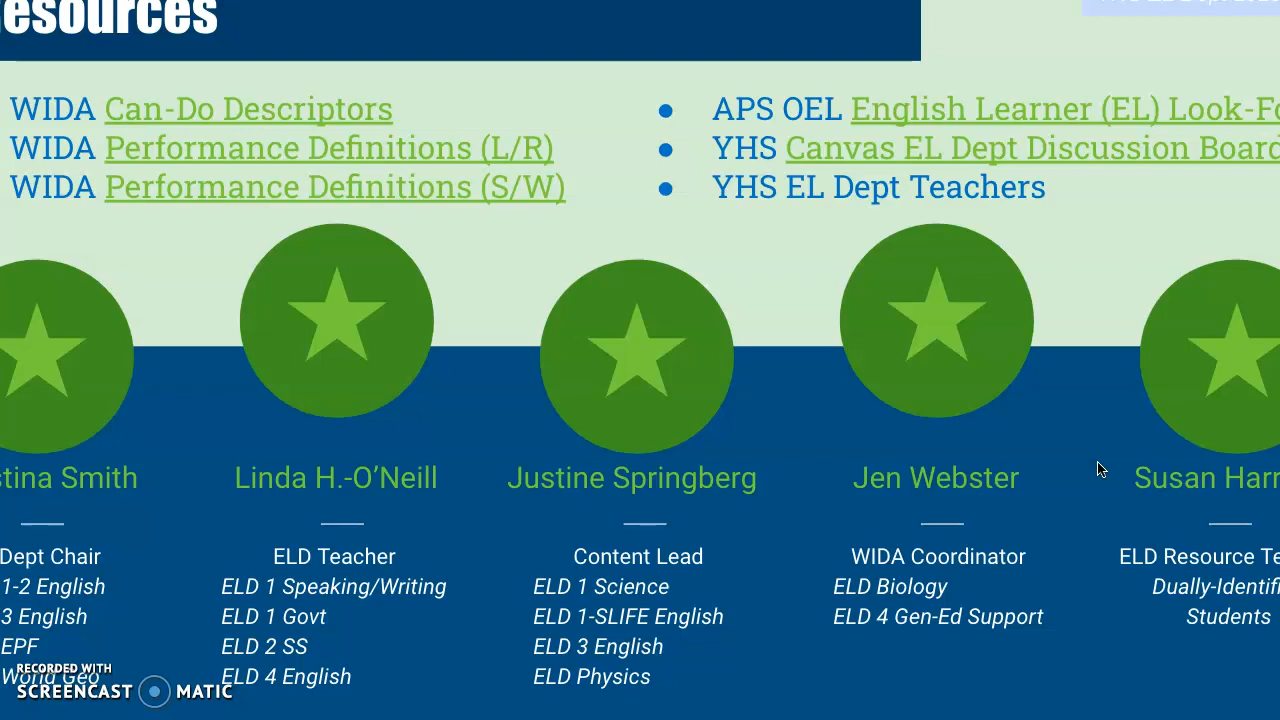 esources
WIDA Can-Do Descriptors
WIDA Performance Definitions (L/R)
WIDA Performance Definitions (S/W)
● APS OEL English Learner (EL) Look-Fo
● YHS Canvas EL Dept Discussion Board
● YHS EL Dept Teachers
stina Smith
Dept Chair
1-2 English
3 English
EPF
World Geo
Linda H.-O’Neill
ELD Teacher
ELD 1 Speaking/Writing
ELD 1 Govt
ELD 2 SS
ELD 4 English
Justine Springberg
Content Lead
ELD 1 Science
ELD 1-SLIFE English
ELD 3 English
ELD Physics
Jen Webster
WIDA Coordinator
ELD Biology
ELD 4 Gen-Ed Support
Susan Harr
ELD Resource Te
Dually-Identifi
Students
RECORDED WITH
SCREENCAST MATIC